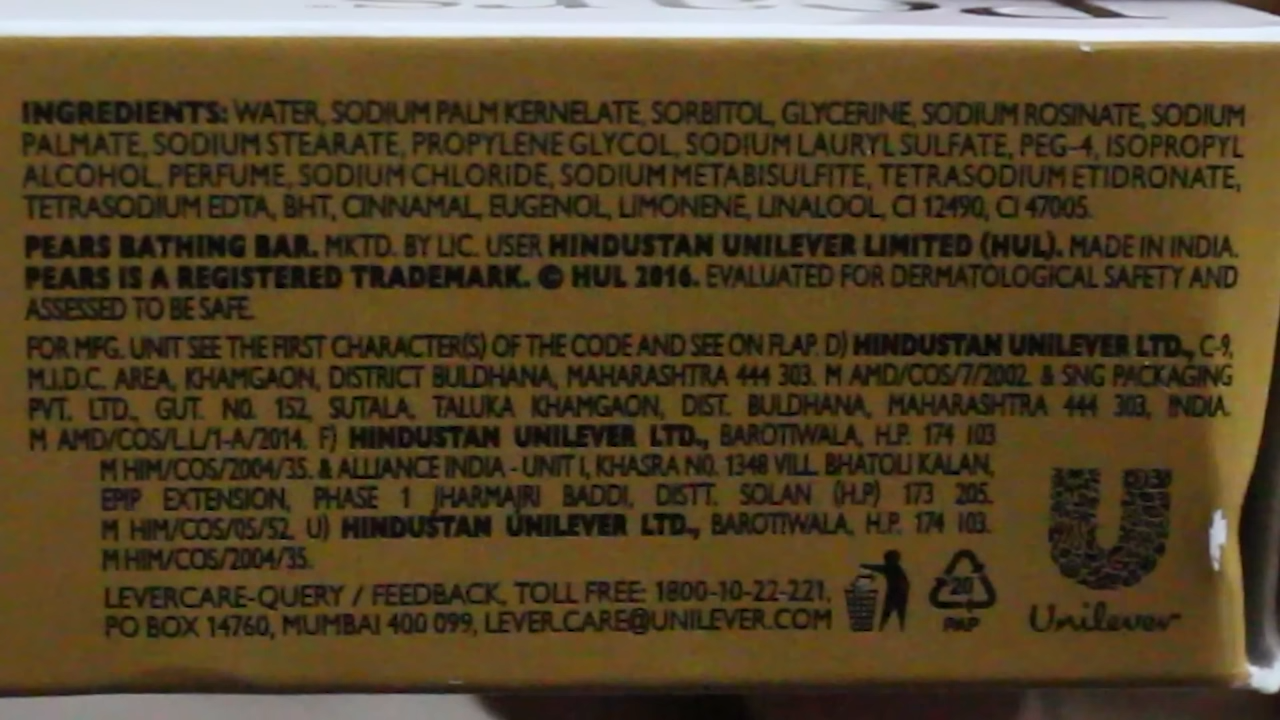 Pears
INGREDIENTS: WATER, SODIUM PALM KERNELATE, SORBITOL, GLYCERINE, SODIUM ROSINATE, SODIUM
PALMATE, SODIUM STEARATE, PROPYLENE GLYCOL, SODIUM LAURYL SULFATE, PEG-4, ISOPROPYL
ALCOHOL, PERFUME, SODIUM CHLORIDE, SODIUM METABISULFITE, TETRASODIUM ETIDRONATE,
TETRASODIUM EDTA, BHT, CINNAMAL, EUGENOL, LIMONENE, LINALOOL, CI 12490, CI 47005.
PEARS BATHING BAR. MKTD. BY LIC. USER HINDUSTAN UNILEVER LIMITED (HUL). MADE IN INDIA.
PEARS IS A REGISTERED TRADEMARK. © HUL 2016. EVALUATED FOR DERMATOLOGICAL SAFETY AND
ASSESSED TO BE SAFE.
FOR MFG. UNIT SEE THE FIRST CHARACTER(S) OF THE CODE AND SEE ON FLAP. D) HINDUSTAN UNILEVER LTD., C-9,
M.I.D.C. AREA, KHAMGAON, DISTRICT BULDHANA, MAHARASHTRA 444 303. M AMD/COS/7/2002. & SNG PACKAGING
PVT. LTD., GUT. NO. 152, SUTALA, TALUKA KHAMGAON, DIST. BULDHANA, MAHARASHTRA 444 303, INDIA.
M AMD/COS/L.L/1-A/2014. F) HINDUSTAN UNILEVER LTD., BAROTIWALA, H.P. 174 103
M HIM/COS/2004/35. & ALLIANCE INDIA - UNIT I, KHASRA NO. 1348 VILL. BHATOLI KALAN,
EPIP EXTENSION, PHASE 1 JHARMAJRI BADDI, DISTT. SOLAN (H.P) 173 205.
M HIM/COS/05/52. U) HINDUSTAN UNILEVER LTD., BAROTIWALA, H.P. 174 103.
M HIM/COS/2004/35.
LEVERCARE-QUERY / FEEDBACK, TOLL FREE: 1800-10-22-221,
PO BOX 14760, MUMBAI 400 099, LEVER.CARE@UNILEVER.COM
20
PAP
Unilever